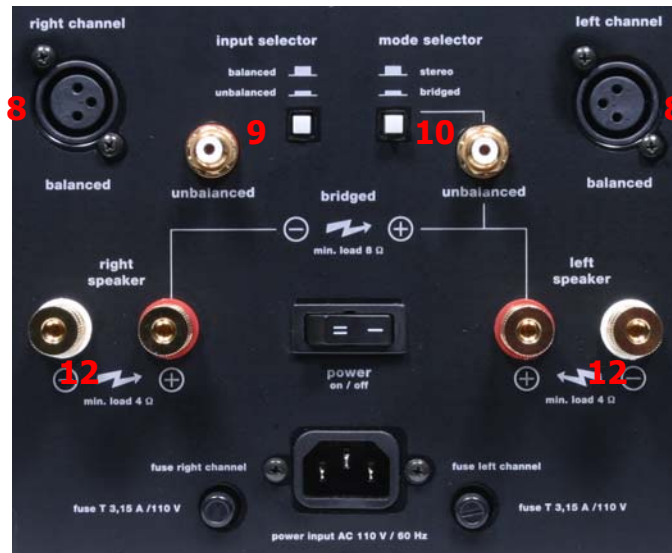 right channel
left channel
input selector
mode selector
balanced
stereo
unbalanced
bridged
8
9
10
8
balanced
unbalanced
bridged
unbalanced
balanced
− +
min. load 8 Ω
right
speaker
left
speaker
12
12
− +
+ −
min. load 4 Ω
min. load 4 Ω
= −
power
on / off
fuse right channel
fuse left channel
fuse T 3,15 A /110 V
fuse T 3,15 A /110 V
power input AC 110 V / 60 Hz